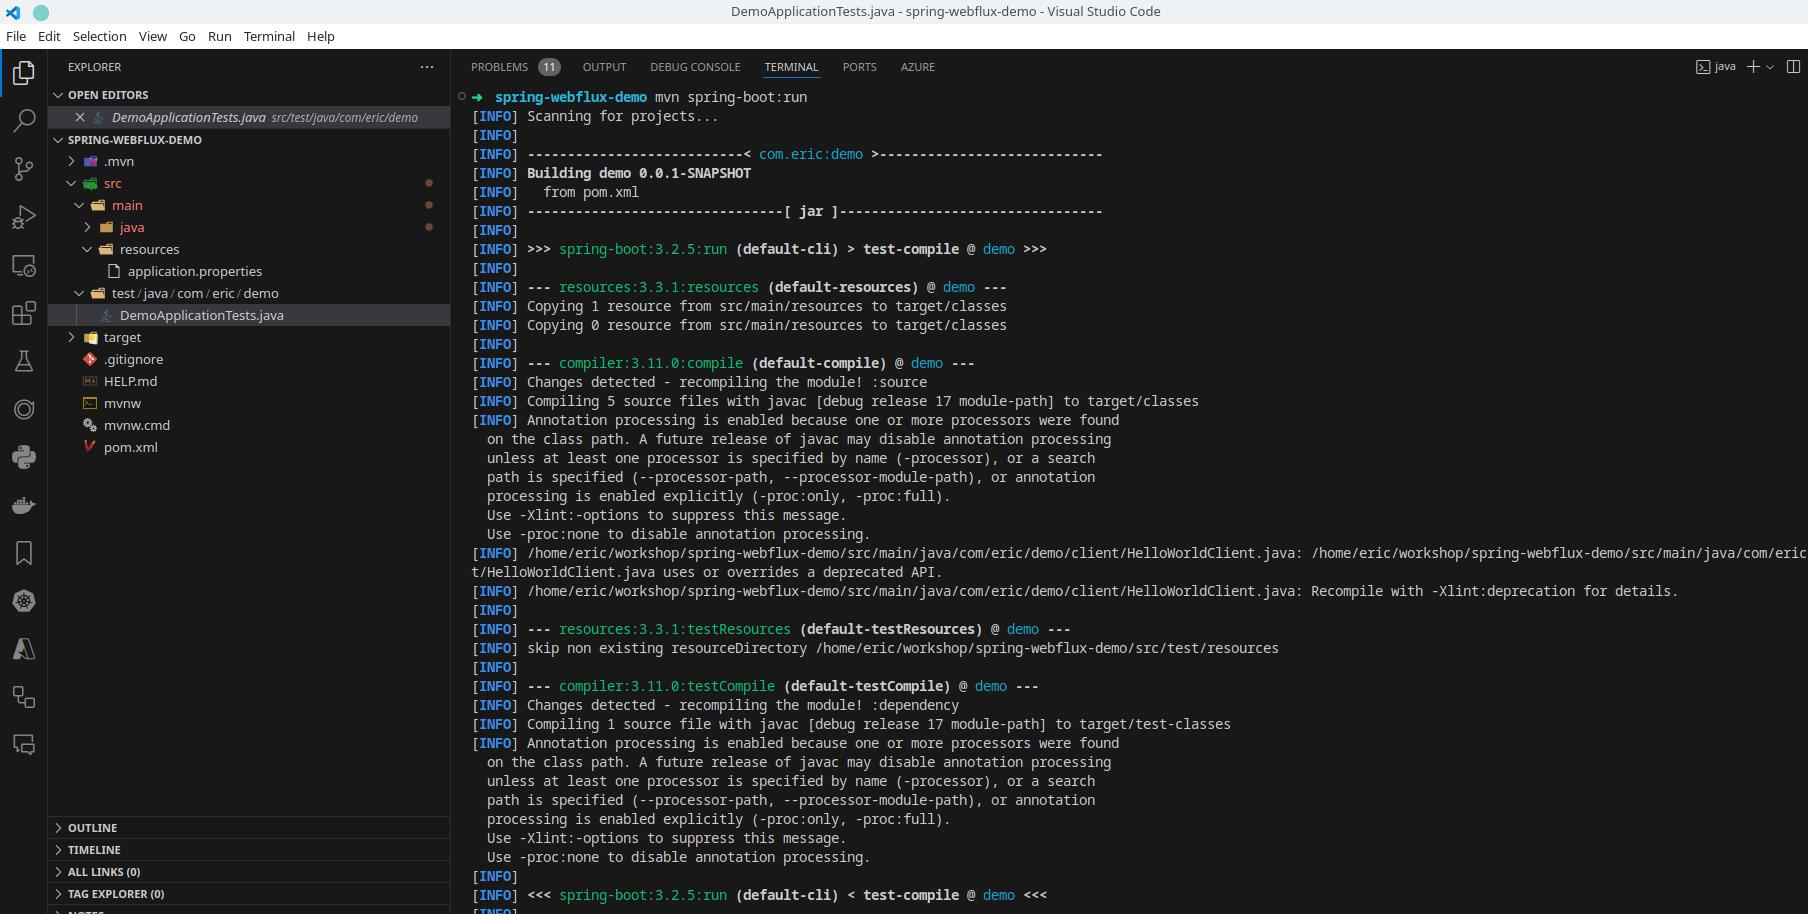 DemoApplicationTests.java - spring-webflux-demo - Visual Studio Code
File Edit Selection View Go Run Terminal Help
EXPLORER
OPEN EDITORS
DemoApplicationTests.java src/test/java/com/eric/demo
SPRING-WEBFLUX-DEMO
.mvn
src
main
java
resources
application.properties
test/java/com/eric/demo
DemoApplicationTests.java
target
.gitignore
HELP.md
mvnw
mvnw.cmd
pom.xml
OUTLINE
TIMELINE
ALL LINKS (0)
TAG EXPLORER (0)
PROBLEMS 11 OUTPUT DEBUG CONSOLE TERMINAL PORTS AZURE
java
➜ spring-webflux-demo mvn spring-boot:run
[INFO] Scanning for projects...
[INFO]
[INFO] ---------------------------< com.eric:demo >----------------------------
[INFO] Building demo 0.0.1-SNAPSHOT
[INFO]   from pom.xml
[INFO] --------------------------------[ jar ]---------------------------------
[INFO]
[INFO] >>> spring-boot:3.2.5:run (default-cli) > test-compile @ demo >>>
[INFO]
[INFO] --- resources:3.3.1:resources (default-resources) @ demo ---
[INFO] Copying 1 resource from src/main/resources to target/classes
[INFO] Copying 0 resource from src/main/resources to target/classes
[INFO]
[INFO] --- compiler:3.11.0:compile (default-compile) @ demo ---
[INFO] Changes detected - recompiling the module! :source
[INFO] Compiling 5 source files with javac [debug release 17 module-path] to target/classes
[INFO] Annotation processing is enabled because one or more processors were found
on the class path. A future release of javac may disable annotation processing
unless at least one processor is specified by name (-processor), or a search
path is specified (--processor-path, --processor-module-path), or annotation
processing is enabled explicitly (-proc:only, -proc:full).
Use -Xlint:-options to suppress this message.
Use -proc:none to disable annotation processing.
[INFO] /home/eric/workshop/spring-webflux-demo/src/main/java/com/eric/demo/client/HelloWorldClient.java: /home/eric/workshop/spring-webflux-demo/src/main/java/com/eric
t/HelloWorldClient.java uses or overrides a deprecated API.
[INFO] /home/eric/workshop/spring-webflux-demo/src/main/java/com/eric/demo/client/HelloWorldClient.java: Recompile with -Xlint:deprecation for details.
[INFO]
[INFO] --- resources:3.3.1:testResources (default-testResources) @ demo ---
[INFO] skip non existing resourceDirectory /home/eric/workshop/spring-webflux-demo/src/test/resources
[INFO]
[INFO] --- compiler:3.11.0:testCompile (default-testCompile) @ demo ---
[INFO] Changes detected - recompiling the module! :dependency
[INFO] Compiling 1 source file with javac [debug release 17 module-path] to target/test-classes
[INFO] Annotation processing is enabled because one or more processors were found
on the class path. A future release of javac may disable annotation processing
unless at least one processor is specified by name (-processor), or a search
path is specified (--processor-path, --processor-module-path), or annotation
processing is enabled explicitly (-proc:only, -proc:full).
Use -Xlint:-options to suppress this message.
Use -proc:none to disable annotation processing.
[INFO]
[INFO] <<< spring-boot:3.2.5:run (default-cli) < test-compile @ demo <<<